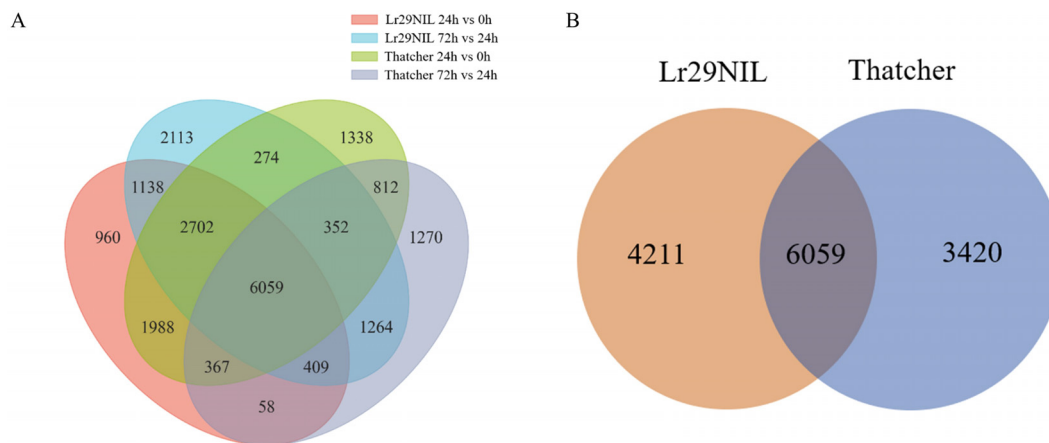 A
Lr29NIL 24h vs 0h
Lr29NIL 72h vs 24h
Thatcher 24h vs 0h
Thatcher 72h vs 24h
2113
274
1338
1138
812
2702
352
960
1270
6059
1988
1264
367
409
58
B
Lr29NIL
Thatcher
4211
6059
3420